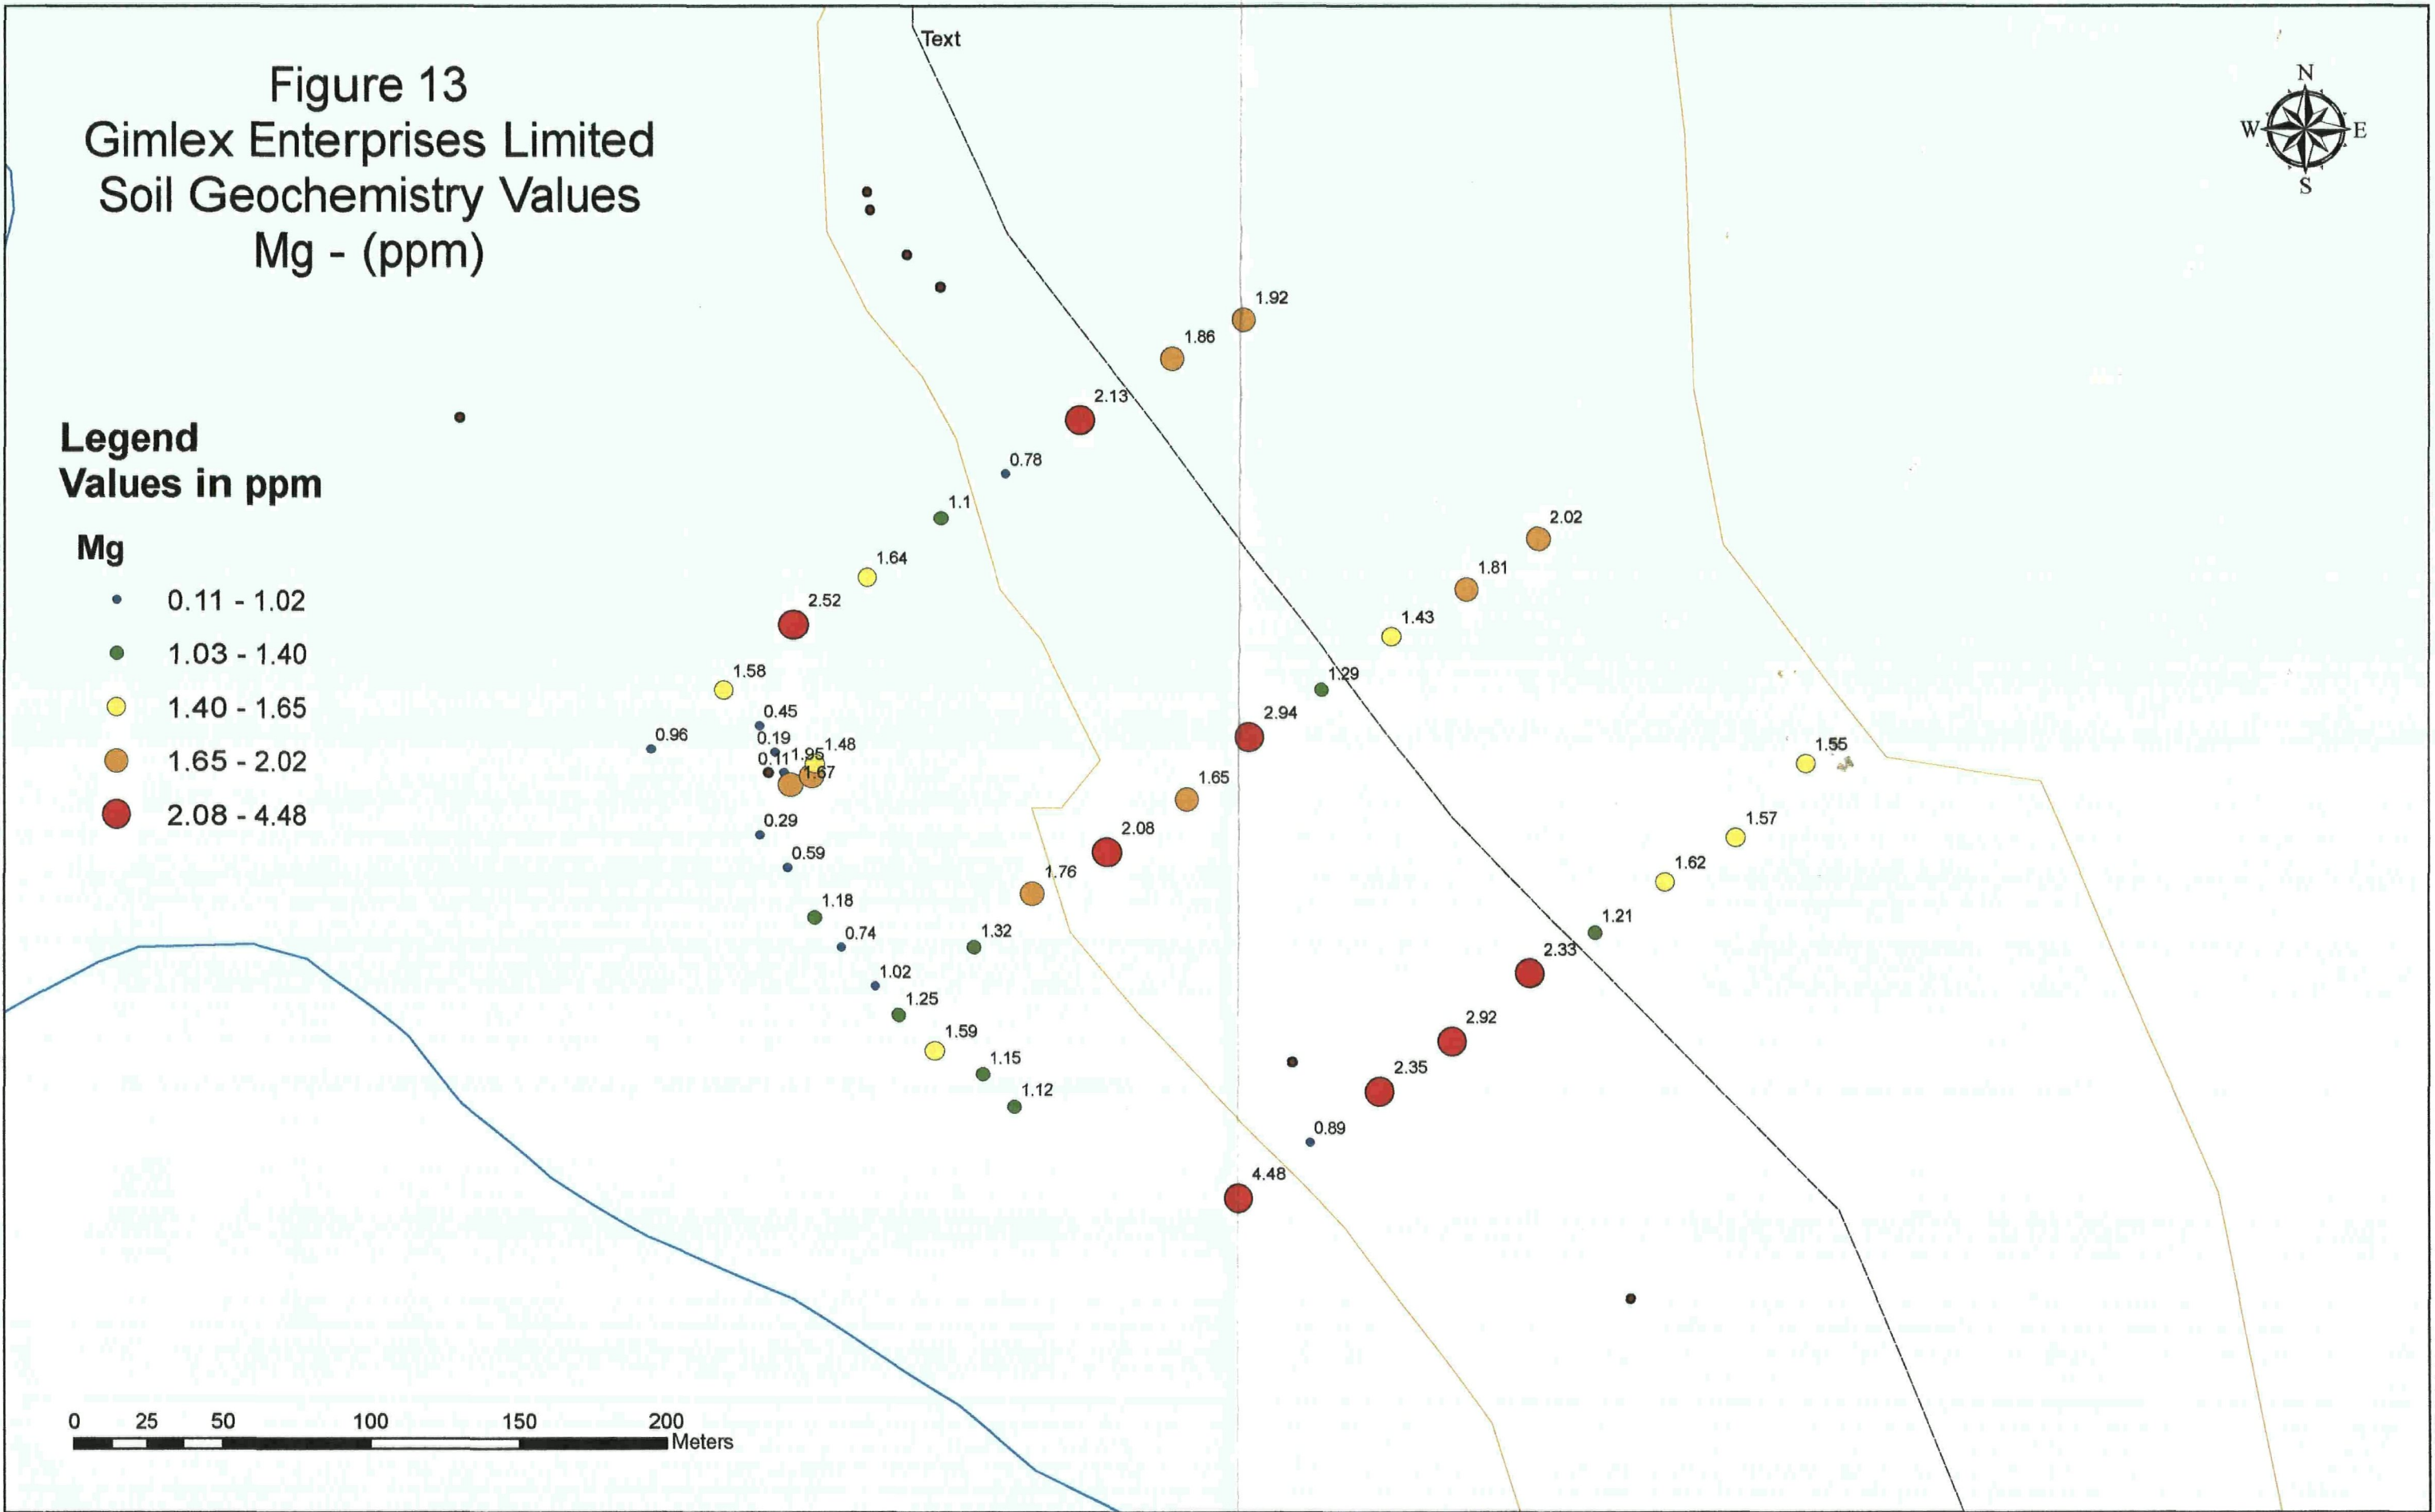 Figure 13
Gimlex Enterprises Limited
Soil Geochemistry Values
Mg - (ppm)
Text
N
W E
S
Legend
Values in ppm
Mg
0.11 - 1.02
1.03 - 1.40
1.40 - 1.65
1.65 - 2.02
2.08 - 4.48
1.92
1.86
2.13
0.78
1.1
1.64
2.52
1.58
2.02
1.81
1.43
1.29
2.94
1.65
2.08
1.76
1.32
0.45
0.96
0.19
1.48
0.11
1.95
1.67
0.29
0.59
1.18
0.74
1.02
1.25
1.59
1.15
1.12
1.55
1.57
1.62
1.21
2.33
2.92
2.35
0.89
4.48
0 25 50 100 150 200
Meters